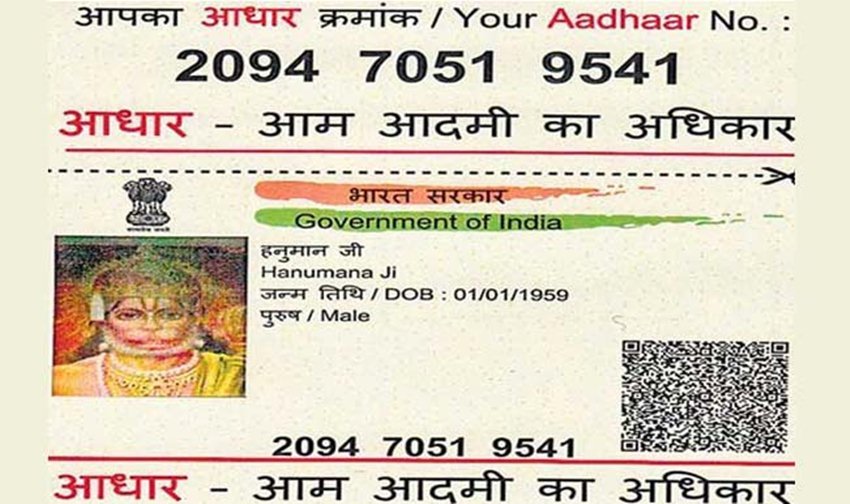 आपका आधार क्रमांक / Your Aadhaar No. :
2094 7051 9541
आधार - आम आदमी का अधिकार
भारत सरकार
Government of India
हनुमान जी
Hanumana Ji
जन्म तिथि / DOB : 01/01/1959
पुरुष / Male
2094 7051 9541
आधार - आम आदमी का अधिकार